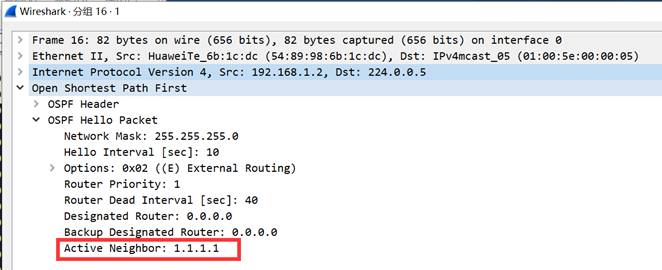 Wireshark · 分组 16 · 1
Frame 16: 82 bytes on wire (656 bits), 82 bytes captured (656 bits) on interface 0
Ethernet II, Src: HuaweiTe_6b:1c:dc (54:89:98:6b:1c:dc), Dst: IPv4mcast_05 (01:00:5e:00:00:05)
Internet Protocol Version 4, Src: 192.168.1.2, Dst: 224.0.0.5
Open Shortest Path First
OSPF Header
OSPF Hello Packet
Network Mask: 255.255.255.0
Hello Interval [sec]: 10
Options: 0x02 ((E) External Routing)
Router Priority: 1
Router Dead Interval [sec]: 40
Designated Router: 0.0.0.0
Backup Designated Router: 0.0.0.0
Active Neighbor: 1.1.1.1